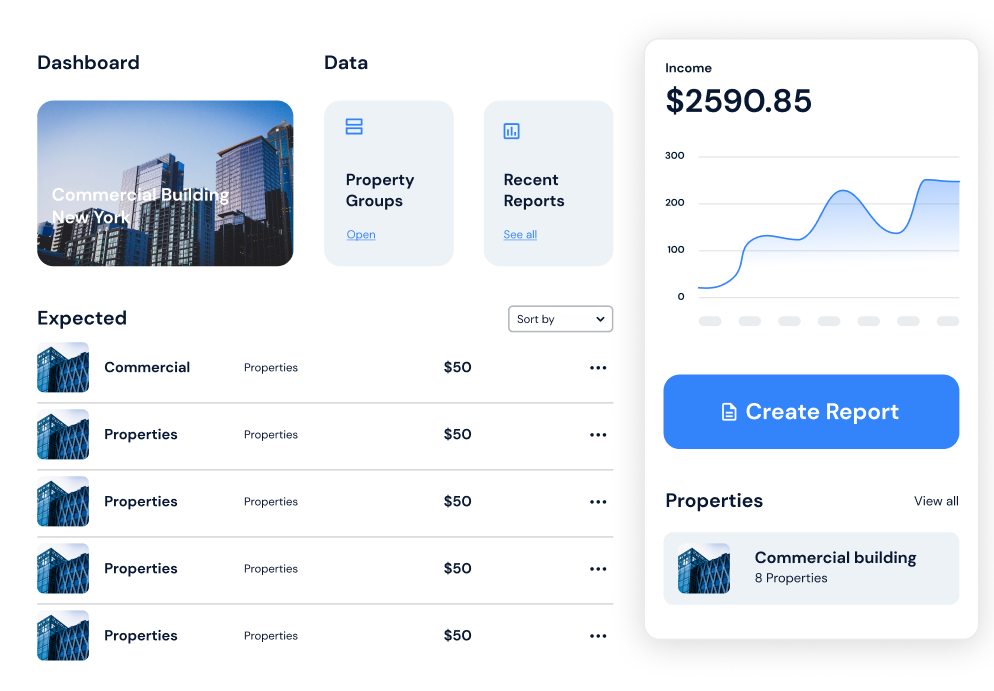 Dashboard
Commercial Building
New York
Data
Property
Groups
Open
Recent
Reports
See all
Expected
Sort by
Commercial
Properties
$50
Properties
Properties
$50
Properties
Properties
$50
Properties
Properties
$50
Properties
Properties
$50
Income
$2590.85
300
200
100
0
Create Report
Properties
View all
Commercial building
8 Properties